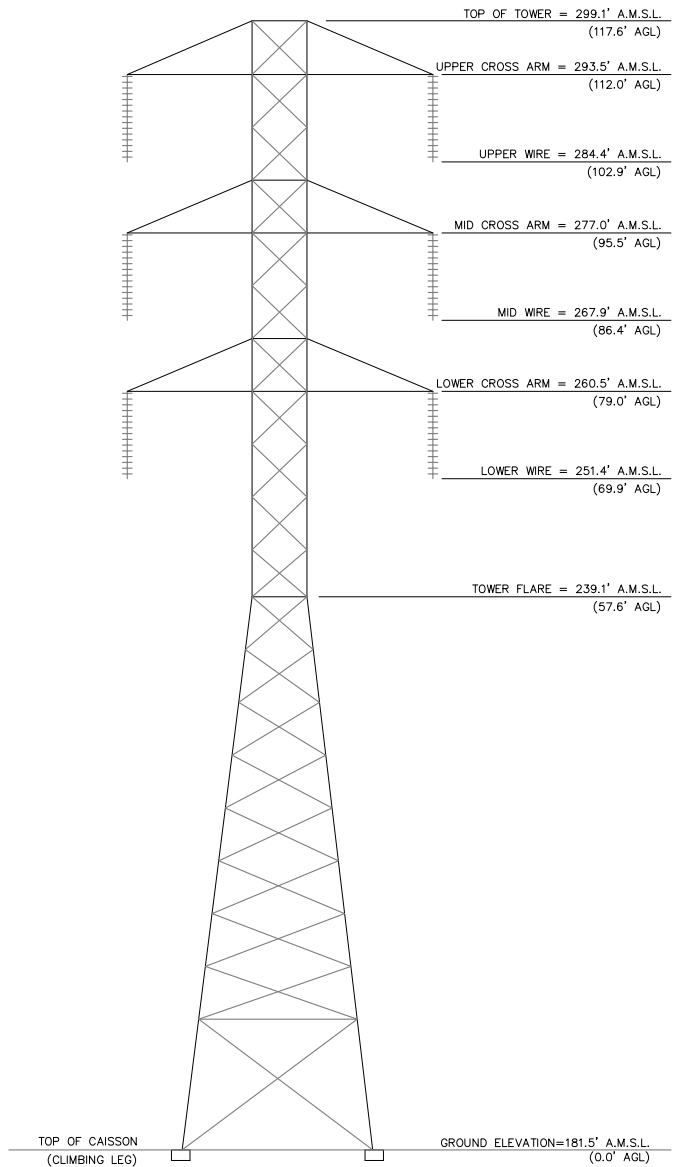 TOP OF TOWER = 299.1' A.M.S.L.
(117.6' AGL)
UPPER CROSS ARM = 293.5' A.M.S.L.
(112.0' AGL)
UPPER WIRE = 284.4' A.M.S.L.
(102.9' AGL)
MID CROSS ARM = 277.0' A.M.S.L.
(95.5' AGL)
MID WIRE = 267.9' A.M.S.L.
(86.4' AGL)
LOWER CROSS ARM = 260.5' A.M.S.L.
(79.0' AGL)
LOWER WIRE = 251.4' A.M.S.L.
(69.9' AGL)
TOWER FLARE = 239.1' A.M.S.L.
(57.6' AGL)
TOP OF CAISSON
(CLIMBING LEG)
GROUND ELEVATION=181.5' A.M.S.L.
(0.0' AGL)